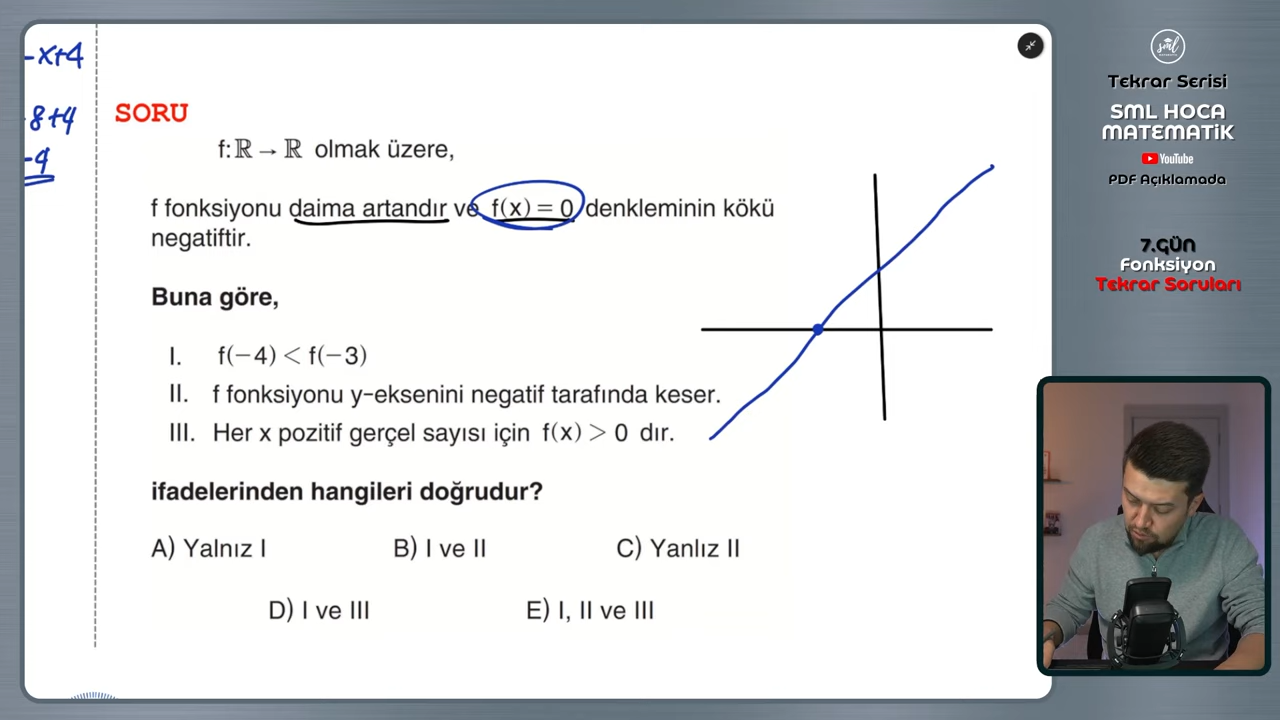 -x+4
8+4
-4
SORU
f: ℝ → ℝ olmak üzere,
f fonksiyonu daima artandır ve f(x) = 0 denkleminin kökü
negatiftir.
Buna göre,
I. f(−4) < f(−3)
II. f fonksiyonu y-eksenini negatif tarafında keser.
III. Her x pozitif gerçel sayısı için f(x) > 0 dır.
ifadelerinden hangileri doğrudur?
A) Yalnız I B) I ve II C) Yanlız II
D) I ve III E) I, II ve III
sml
Tekrar Serisi
SML HOCA
MATEMATİK
YouTube
PDF Açıklamada
7.GÜN
Fonksiyon
Tekrar Soruları